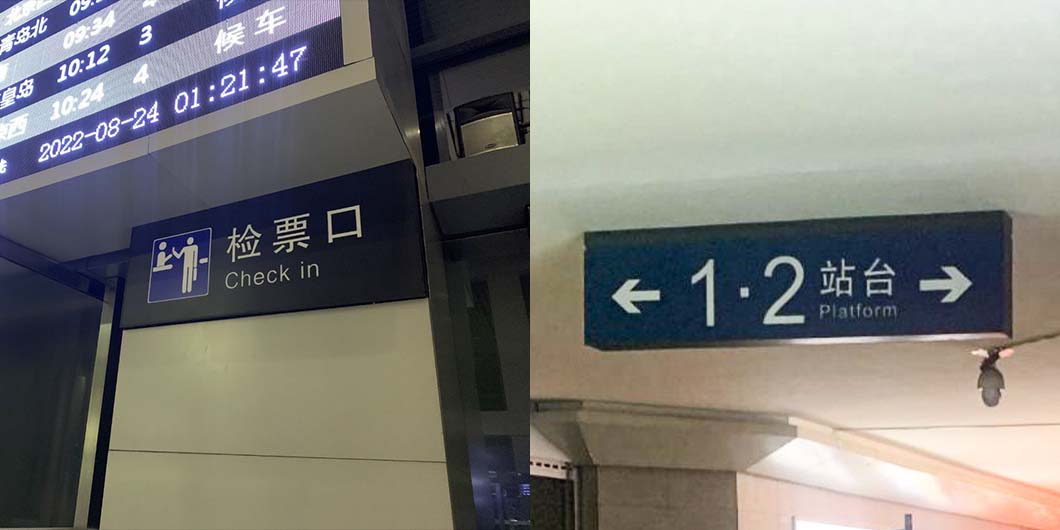 青岛北 09:34 4
10:12 3
皇岛 10:24 4 候车
2022-08-24 01:21:47
检票口
Check in
← 1·2 站台 →
Platform